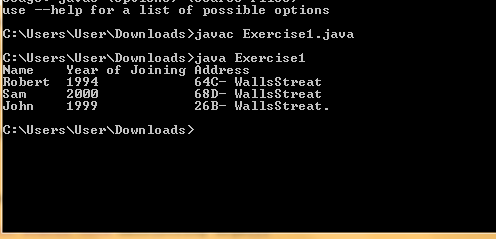 use --help for a list of possible options
C:\Users\User\Downloads>javac Exercise1.java
C:\Users\User\Downloads>java Exercise1
Name Year of Joining Address
Robert 1994 64C- WallsStreat
Sam 2000 68D- WallsStreat
John 1999 26B- WallsStreat.
C:\Users\User\Downloads>